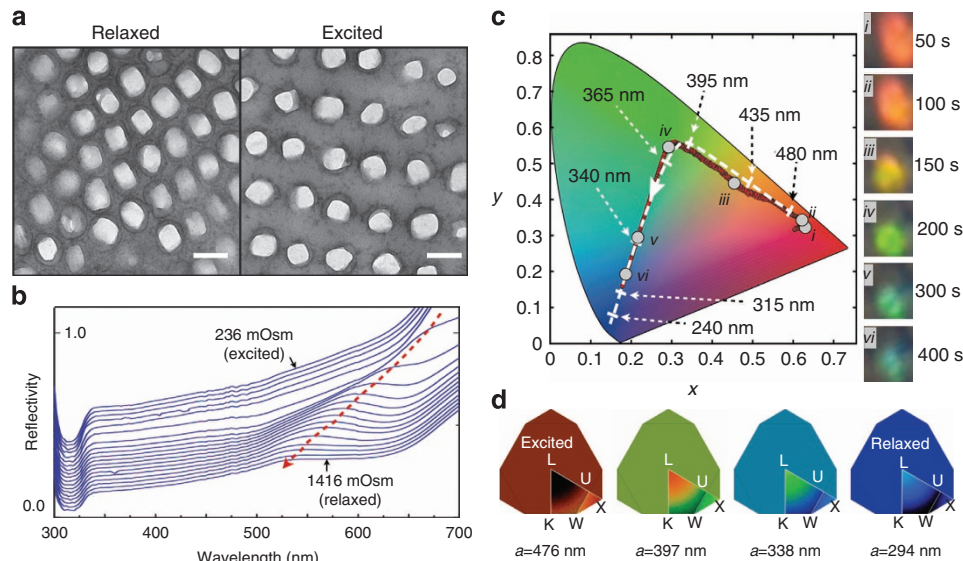 a
Relaxed
Excited
b
1.0
236 mOsm
(excited)
Reflectivity
1416 mOsm
(relaxed)
0.0
300
400
500
600
700
Wavelength (nm)
c
0.8
0.7
0.6
0.5
0.4
0.3
0.2
0.1
0
y
0
0.1
0.2
0.3
0.4
0.5
0.6
0.7
x
395 nm
365 nm
435 nm
480 nm
340 nm
315 nm
240 nm
iv
iii
ii
i
v
vi
i
50 s
ii
100 s
iii
150 s
iv
200 s
v
300 s
vi
400 s
d
Excited
L
U
X
K
W
a=476 nm
L
U
X
K
W
a=397 nm
L
U
X
K
W
a=338 nm
Relaxed
L
U
X
K
W
a=294 nm